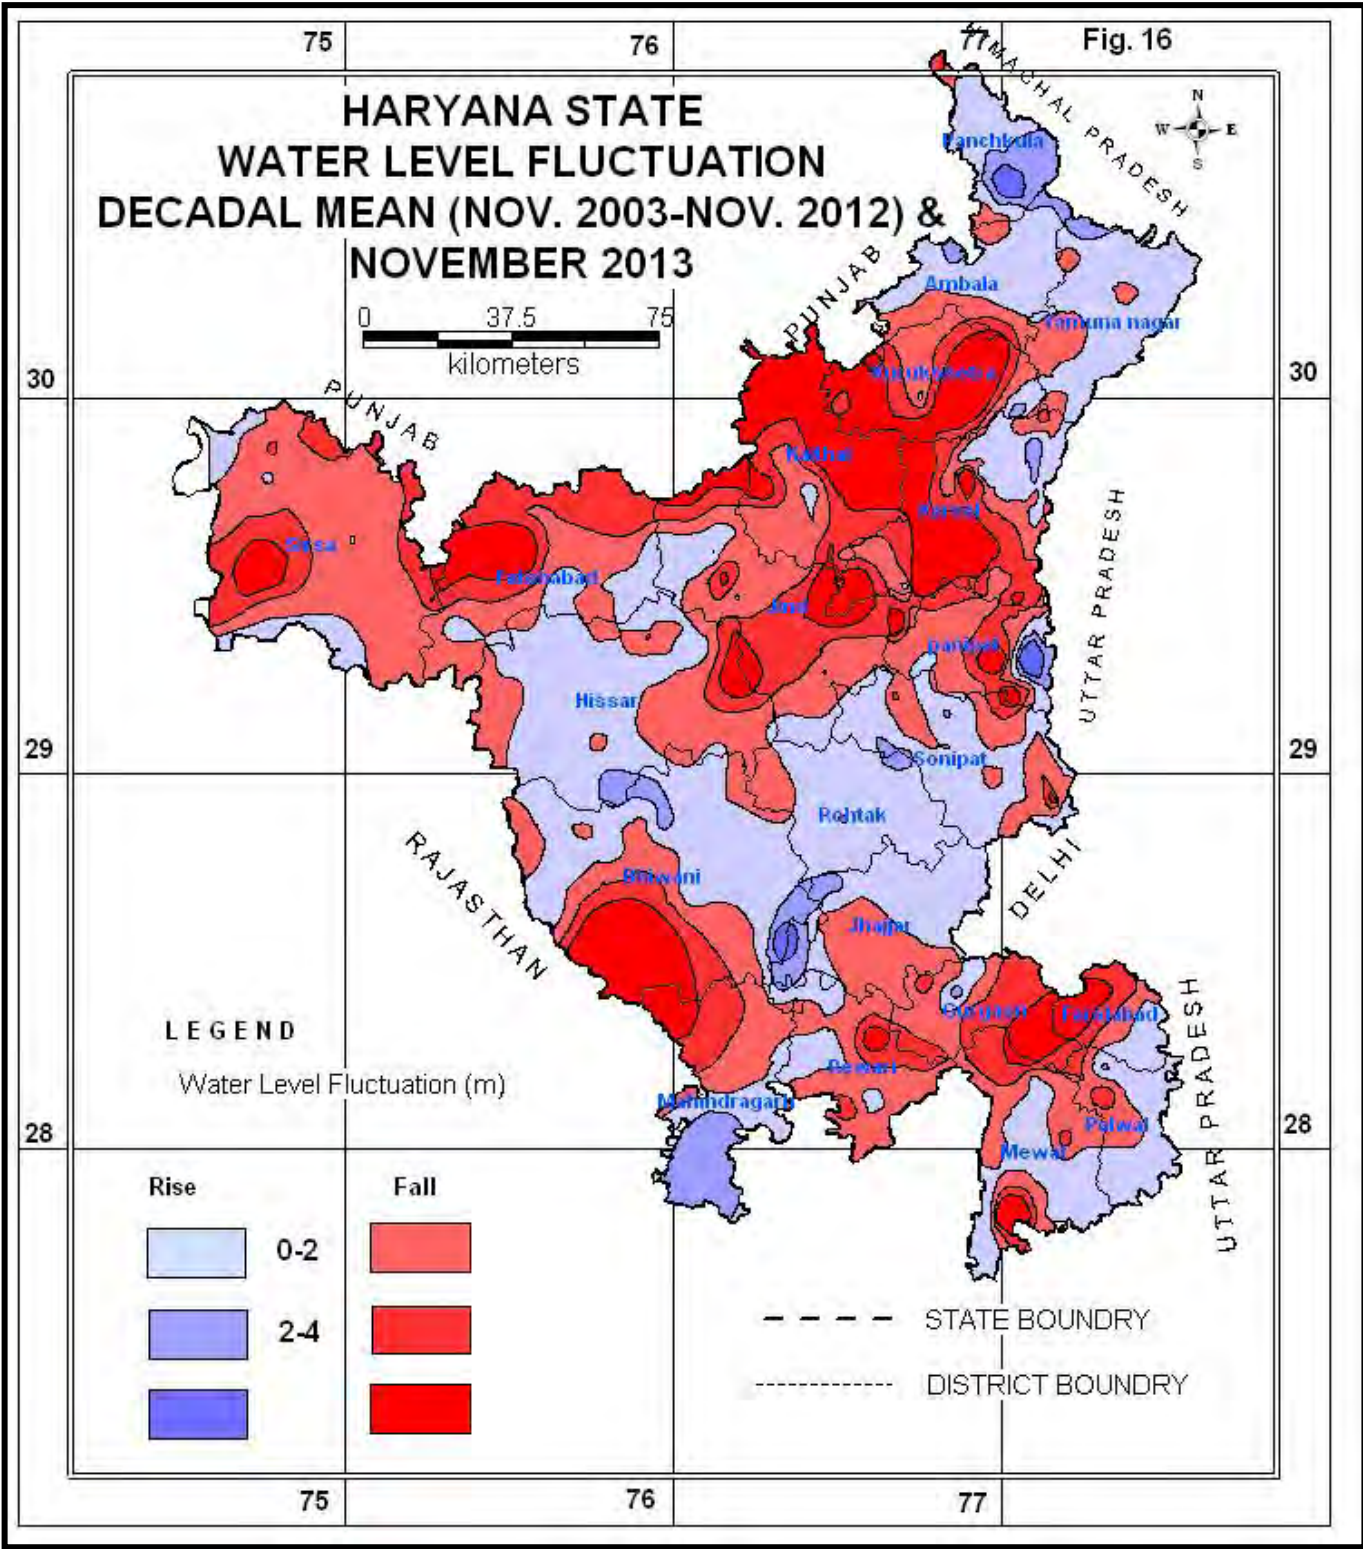 75
76
77
Fig. 16
HIMACHAL PRADESH
HARYANA STATE
WATER LEVEL FLUCTUATION
DECADAL MEAN (NOV. 2003-NOV. 2012) &
NOVEMBER 2013
N
W E
S
0 37.5 75
kilometers
Panchkula
PUNJAB
Ambala
Yamuna nagar
30
30
PUNJAB
Kurukshetra
Kaithal
Karnal
Sirsa
Fatehabad
Jind
panipat
UTTAR PRADESH
Hissar
29
29
Sonipat
Rohtak
RAJASTHAN
DELHI
Bhiwani
Jhajjar
Gurgaon
Faridabad
UTTAR PRADESH
Rewari
Mahindragarh
Palwal
Mewat
28
28
LEGEND
Water Level Fluctuation (m)
Rise Fall
0-2
2-4
STATE BOUNDRY
DISTRICT BOUNDRY
75
76
77